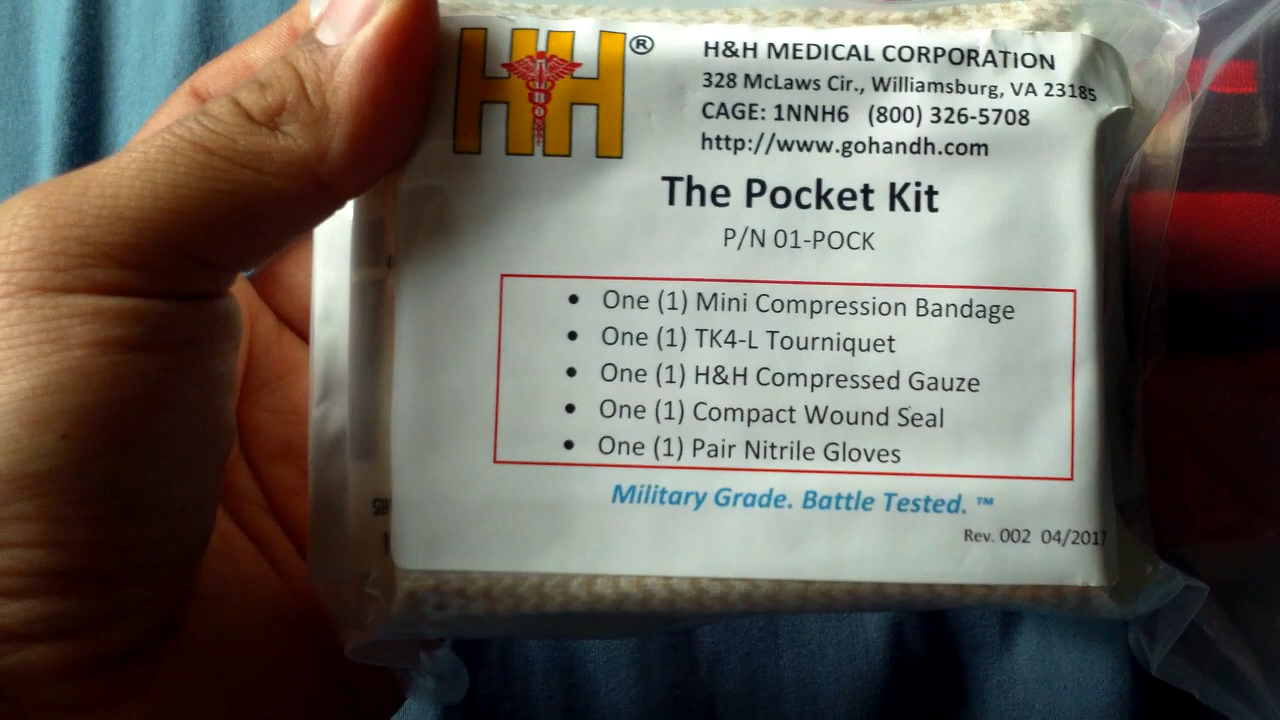 HH®
H&H MEDICAL CORPORATION
328 McLaws Cir., Williamsburg, VA 23185
CAGE: 1NNH6 (800) 326-5708
http://www.gohandh.com
The Pocket Kit
P/N 01-POCK
• One (1) Mini Compression Bandage
• One (1) TK4-L Tourniquet
• One (1) H&H Compressed Gauze
• One (1) Compact Wound Seal
• One (1) Pair Nitrile Gloves
Military Grade. Battle Tested. ™
Rev. 002 04/2017